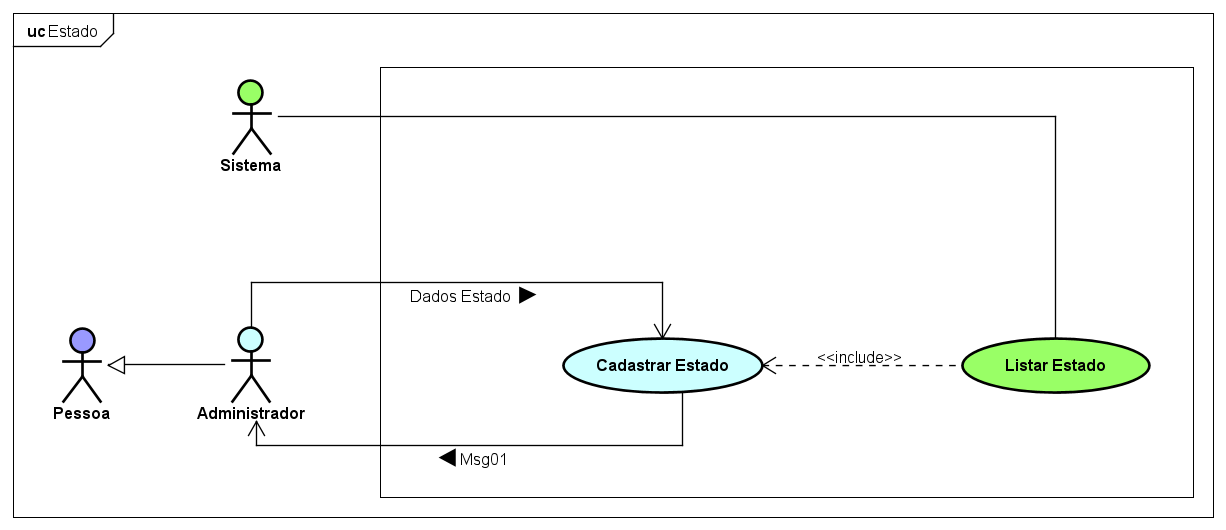 uc Estado
Sistema
Dados Estado
Cadastrar Estado
<<include>>
Listar Estado
Pessoa
Administrador
Msg01